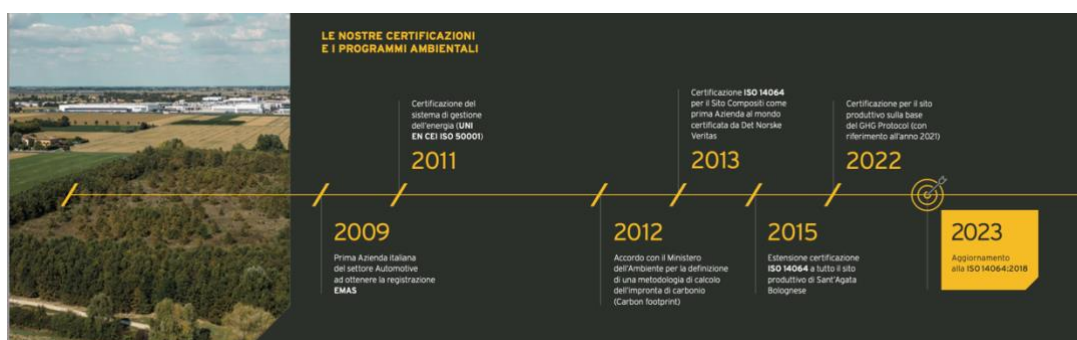 LE NOSTRE CERTIFICAZIONI
E I PROGRAMMI AMBIENTALI
2009
Prima Azienda italiana
del settore Automotive
ad ottenere la registrazione
EMAS
Certificazione del
sistema di gestione
dell'energia (UNI
EN CEI ISO 50001)
2011
2012
Accordo con il Ministero
dell'Ambiente per la definizione
di una metodologia di calcolo
dell'impronta di carbonio
(Carbon footprint)
Certificazione ISO 14064
per il Sito Compositi come
prima Azienda al mondo
certificata da Det Norske
Veritas
2013
2015
Estensione certificazione
ISO 14064 a tutto il sito
produttivo di Sant'Agata
Bolognese
Certificazione per il sito
produttivo sulla base
del GHG Protocol (con
riferimento all'anno 2021)
2022
2023
Aggiornamento
alla ISO 14064:2018